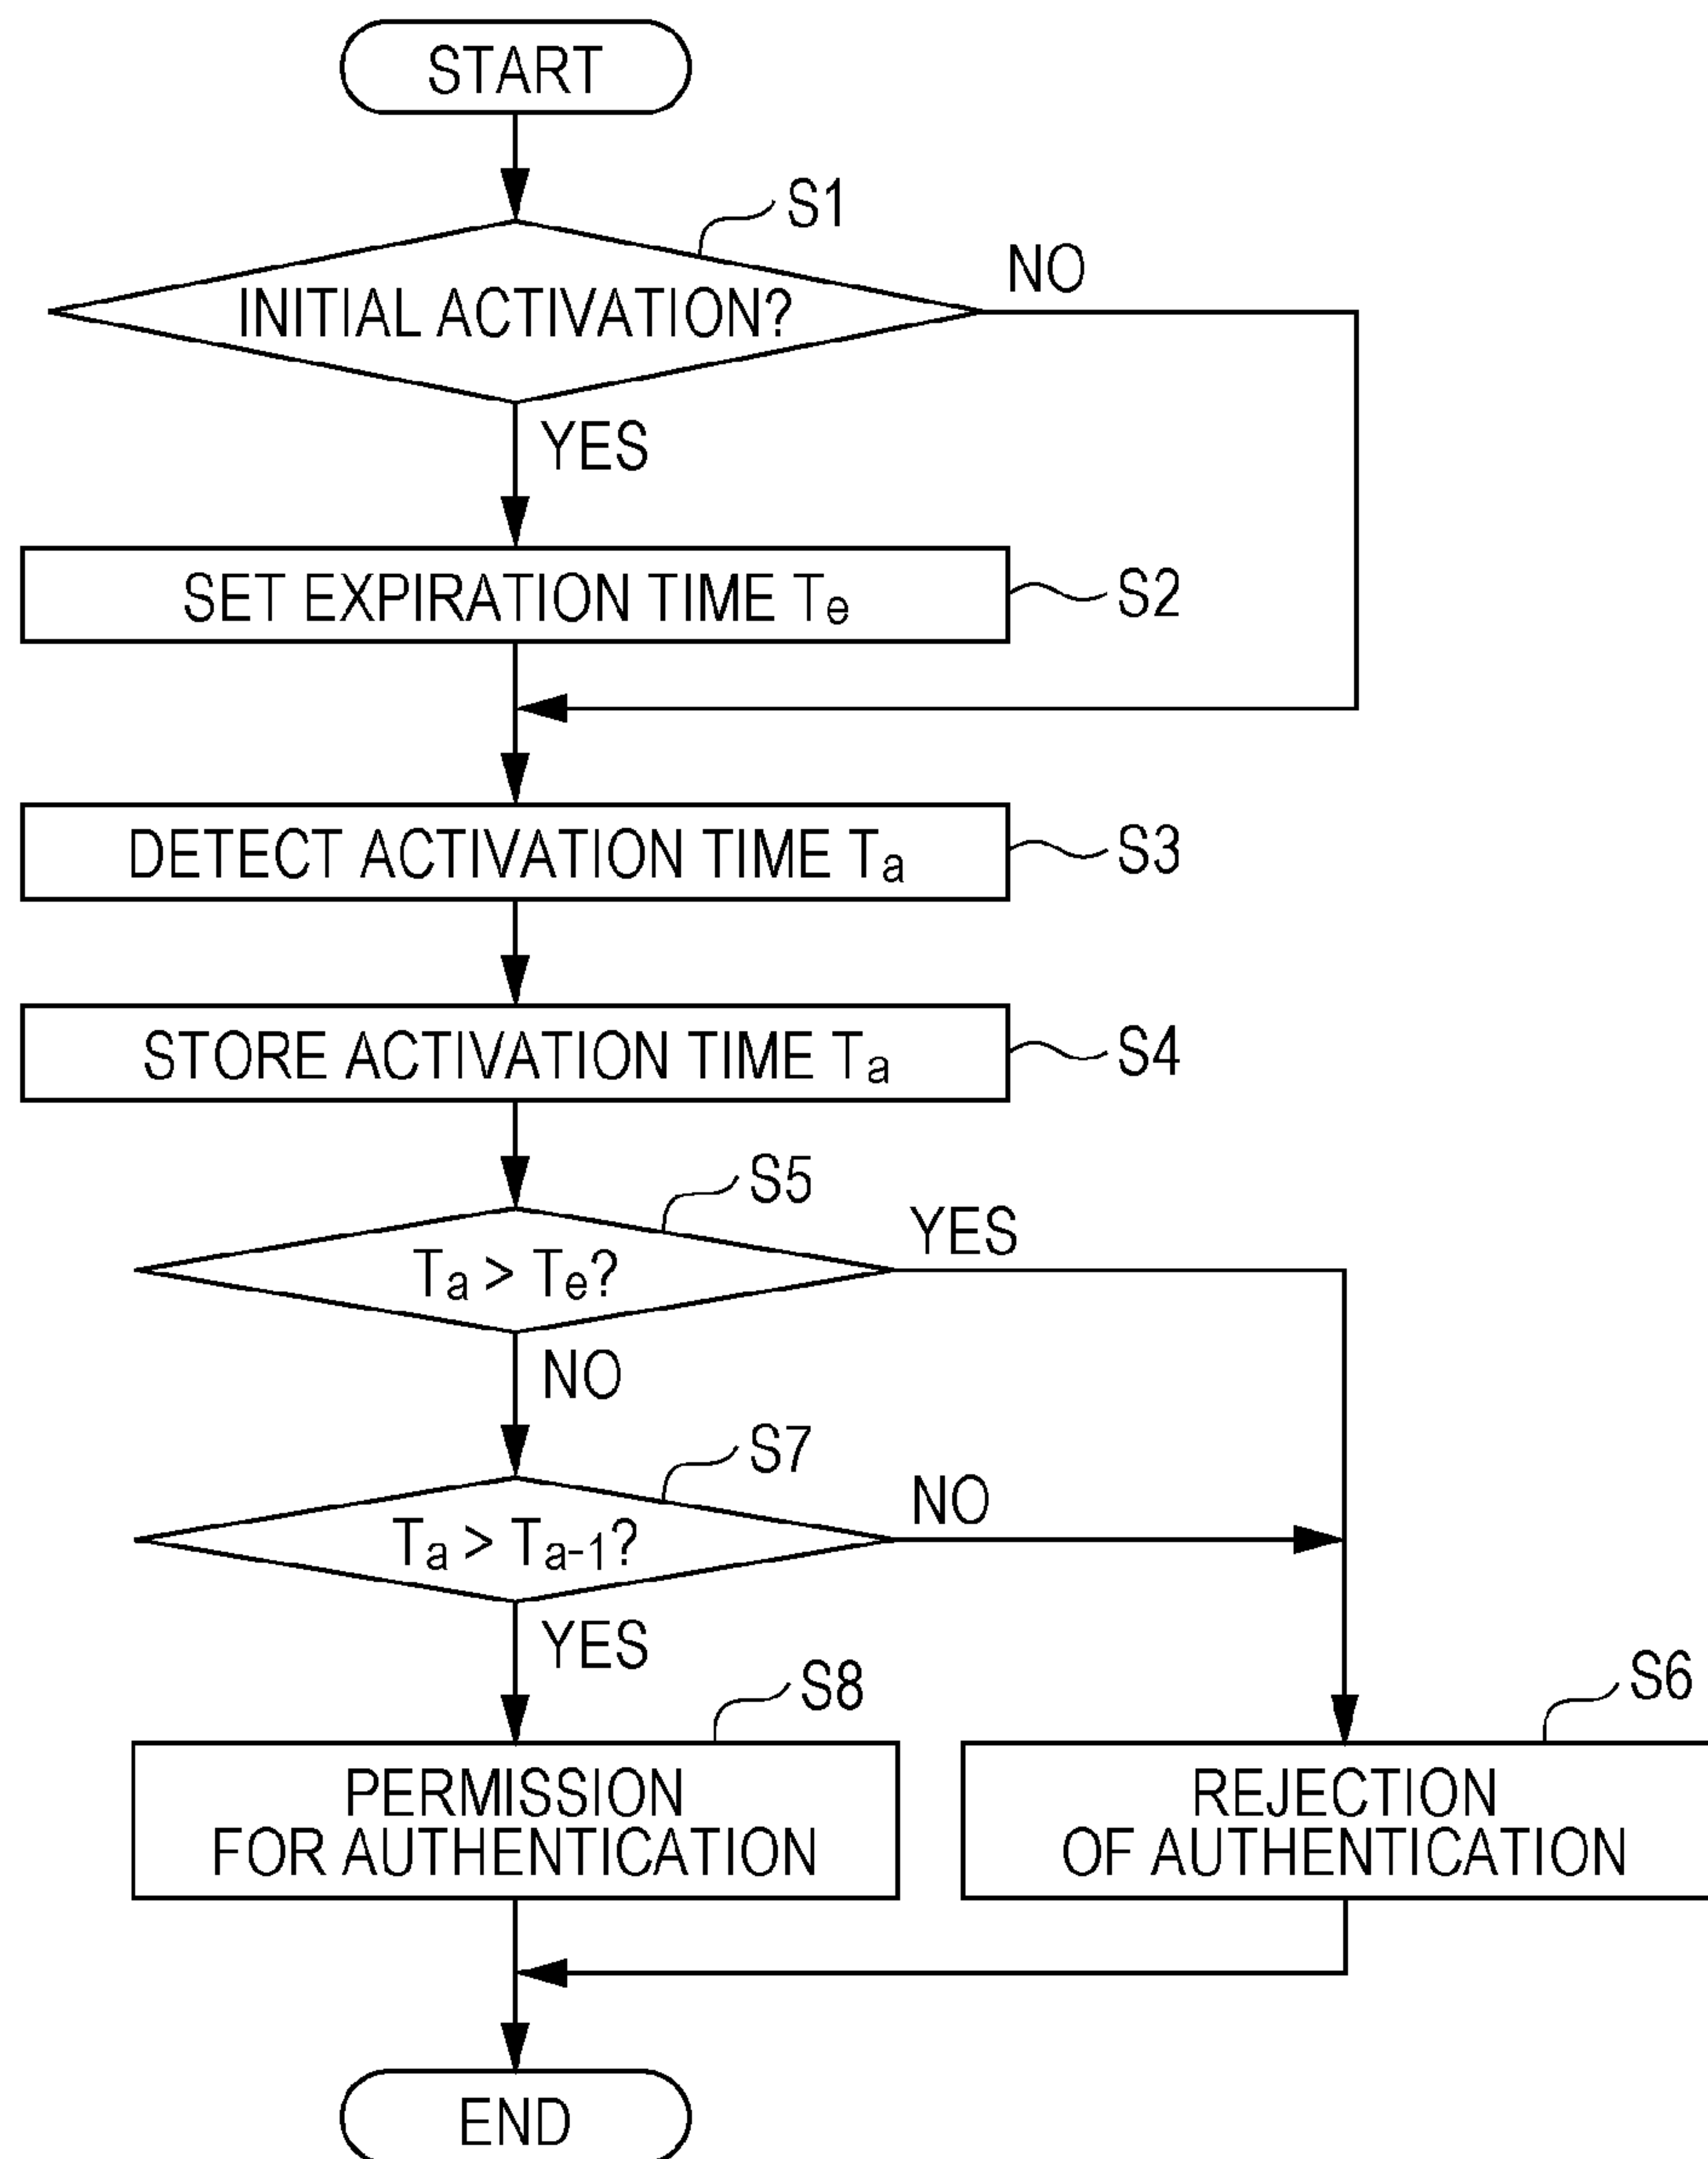 START
S1
INITIAL ACTIVATION?
NO
YES
SET EXPIRATION TIME Te
S2
DETECT ACTIVATION TIME Ta
S3
STORE ACTIVATION TIME Ta
S4
S5
Ta > Te?
YES
NO
S7
Ta > Ta-1?
NO
YES
S8
S6
PERMISSION
FOR AUTHENTICATION
REJECTION
OF AUTHENTICATION
END